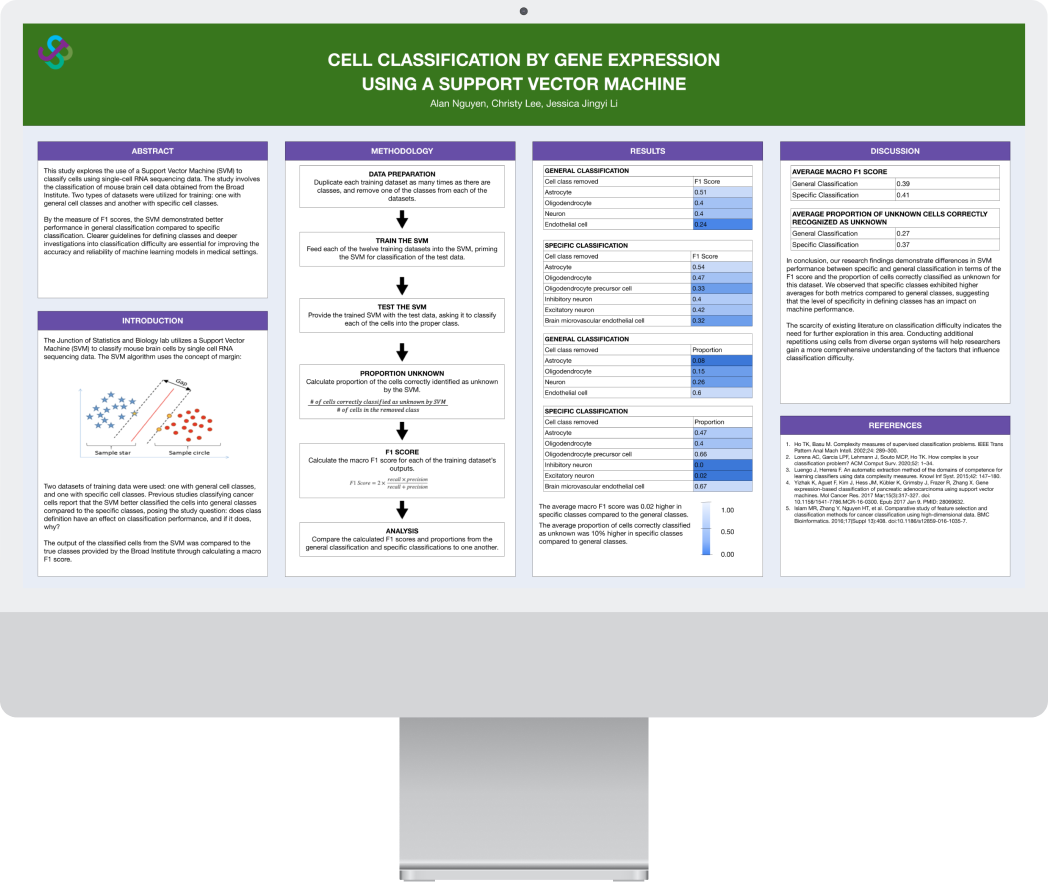 CELL CLASSIFICATION BY GENE EXPRESSION
USING A SUPPORT VECTOR MACHINE
Alan Nguyen, Christy Lee, Jessica Jingyi Li
ABSTRACT
This study explores the use of a Support Vector Machine (SVM) to
classify cells using single-cell RNA sequencing data. The study involves
the classification of mouse brain cell data obtained from the Broad
Institute. Two types of datasets were utilized for training: one with
general cell classes and another with specific cell classes.
By the measure of F1 scores, the SVM demonstrated better
performance in general classification compared to specific
classification. Clearer guidelines for defining classes and deeper
investigations into classification difficulty are essential for improving the
accuracy and reliability of machine learning models in medical settings.
INTRODUCTION
The Junction of Statistics and Biology lab utilizes a Support Vector
Machine (SVM) to classify mouse brain cells by single cell RNA
sequencing data. The SVM algorithm uses the concept of margin:
Gap
Sample star
Sample circle
Two datasets of training data were used: one with general cell classes,
and one with specific cell classes. Previous studies classifying cancer
cells report that the SVM better classified the cells into general classes
compared to the specific classes, posing the study question: does class
definition have an effect on classification performance, and if it does,
why?
The output of the classified cells from the SVM was compared to the
true classes provided by the Broad Institute through calculating a macro
F1 score.
METHODOLOGY
DATA PREPARATION
Duplicate each training dataset as many times as there are
classes, and remove one of the classes from each of the
datasets.
TRAIN THE SVM
Feed each of the twelve training datasets into the SVM, priming
the SVM for classification of the test data.
TEST THE SVM
Provide the trained SVM with the test data, asking it to classify
each of the cells into the proper class.
PROPORTION UNKNOWN
Calculate proportion of the cells correctly identified as unknown
by the SVM.
# of cells correctly classified as unknown by SVM
# of cells in the removed class
F1 SCORE
Calculate the macro F1 score for each of the training dataset's
outputs.
F1 Score = 2 × recall × precision
recall + precision
ANALYSIS
Compare the calculated F1 scores and proportions from the
general classification and specific classifications to one another.
RESULTS
GENERAL CLASSIFICATION
Cell class removed F1 Score
Astrocyte 0.51
Oligodendrocyte 0.4
Neuron 0.4
Endothelial cell 0.24
SPECIFIC CLASSIFICATION
Cell class removed F1 Score
Astrocyte 0.54
Oligodendrocyte 0.47
Oligodendrocyte precursor cell 0.33
Inhibitory neuron 0.4
Excitatory neuron 0.42
Brain microvascular endothelial cell 0.32
GENERAL CLASSIFICATION
Cell class removed Proportion
Astrocyte 0.08
Oligodendrocyte 0.15
Neuron 0.26
Endothelial cell 0.6
SPECIFIC CLASSIFICATION
Cell class removed Proportion
Astrocyte 0.47
Oligodendrocyte 0.4
Oligodendrocyte precursor cell 0.66
Inhibitory neuron 0.0
Excitatory neuron 0.02
Brain microvascular endothelial cell 0.67
The average macro F1 score was 0.02 higher in
specific classes compared to the general classes.
The average proportion of cells correctly classified
as unknown was 10% higher in specific classes
compared to general classes.
1.00
0.50
0.00
DISCUSSION
AVERAGE MACRO F1 SCORE
General Classification 0.39
Specific Classification 0.41
AVERAGE PROPORTION OF UNKNOWN CELLS CORRECTLY
RECOGNIZED AS UNKNOWN
General Classification 0.27
Specific Classification 0.37
In conclusion, our research findings demonstrate differences in SVM
performance between specific and general classification in terms of the
F1 score and the proportion of cells correctly classified as unknown for
this dataset. We observed that specific classes exhibited higher
averages for both metrics compared to general classes, suggesting
that the level of specificity in defining classes has an impact on
machine performance.
The scarcity of existing literature on classification difficulty indicates the
need for further exploration in this area. Conducting additional
repetitions using cells from diverse organ systems will help researchers
gain a more comprehensive understanding of the factors that influence
classification difficulty.
REFERENCES
1. Ho TK, Basu M. Complexity measures of supervised classification problems. IEEE Trans
Pattern Anal Mach Intell. 2002;24: 289–300.
2. Lorena AC, Garcia LPF, Lehmann J, Souto MCP, Ho TK. How complex is your
classification problem? ACM Comput Surv. 2020;52: 1–34.
3. Luengo J, Herrera F. An automatic extraction method of the domains of competence for
learning classifiers using data complexity measures. Knowl Inf Syst. 2015;42: 147–180.
4. Yizhak K, Aguet F, Kim J, Hess JM, Kübler K, Grimsby J, Frazer R, Zhang X. Gene
expression-based classification of pancreatic adenocarcinoma using support vector
machines. Mol Cancer Res. 2017 Mar;15(3):317-327. doi:
10.1158/1541-7786.MCR-16-0300. Epub 2017 Jan 9. PMID: 28069632.
5. Islam MR, Zhang Y, Nguyen HT, et al. Comparative study of feature selection and
classification methods for cancer classification using high-dimensional data. BMC
Bioinformatics. 2016;17(Suppl 13):408. doi:10.1186/s12859-016-1035-7.